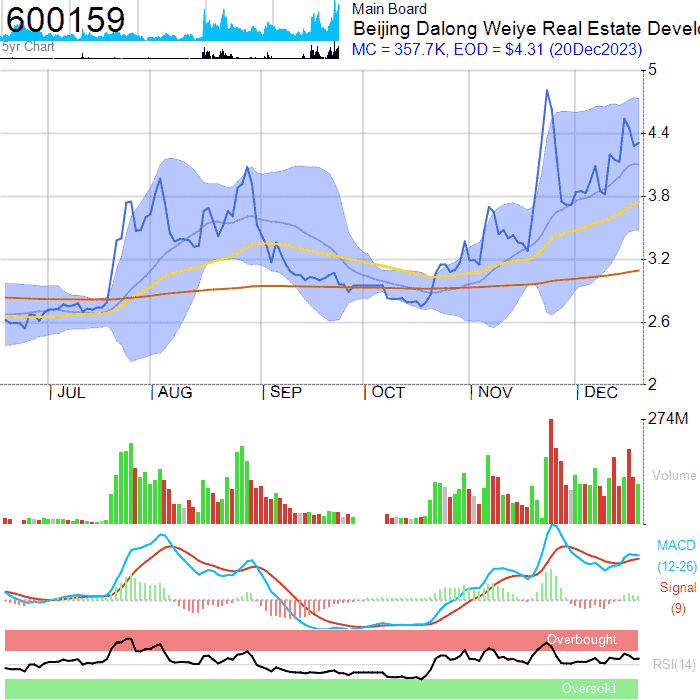 600159
5yr Chart
Main Board
Beijing Dalong Weiye Real Estate Develo
MC = 357.7K, EOD = $4.31 (20Dec2023)
5
4.4
3.8
3.2
2.6
2
JUL AUG SEP OCT NOV DEC
274M
Volume
MACD
(12-26)
Signal
(9)
Overbought
RSI(14)
Oversold